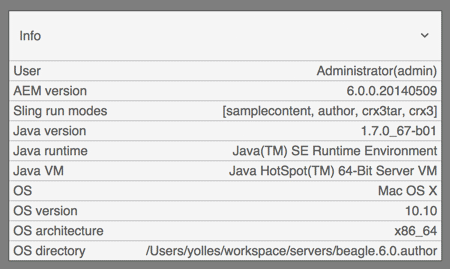 Info
User Administrator(admin)
AEM version 6.0.0.20140509
Sling run modes [samplecontent, author, crx3tar, crx3]
Java version 1.7.0_67-b01
Java runtime Java(TM) SE Runtime Environment
Java VM Java HotSpot(TM) 64-Bit Server VM
OS Mac OS X
OS version 10.10
OS architecture x86_64
OS directory /Users/yolles/workspace/servers/beagle.6.0.author